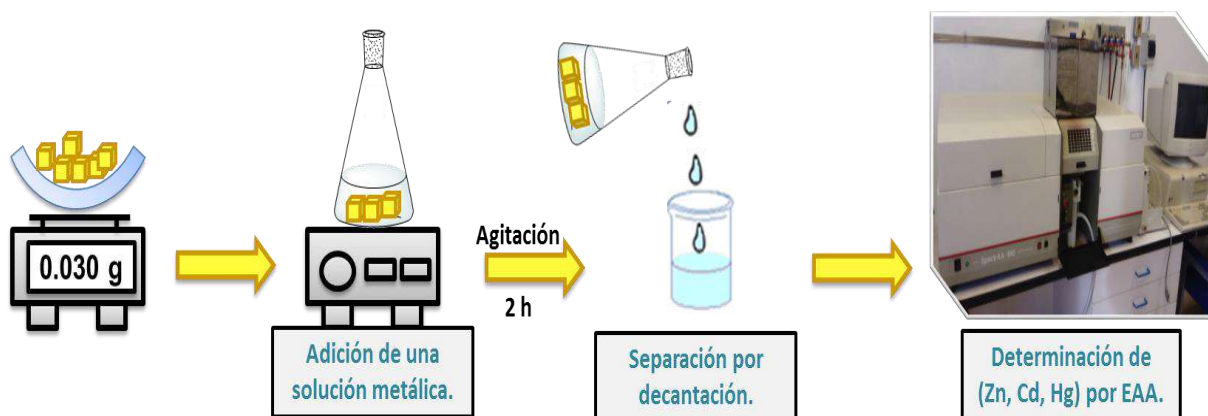 0.030 g
Adición de una
solución metálica.
Agitación
2 h
Separación por
decantación.
Determinación de
(Zn, Cd, Hg) por EAA.